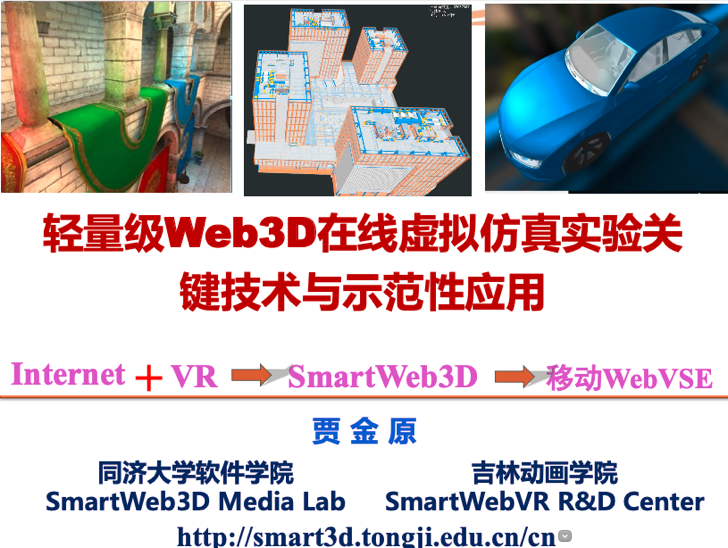 轻量级Web3D在线虚拟仿真实验关
键技术与示范性应用
Internet + VR SmartWeb3D 移动WebVSE
贾金原
同济大学软件学院 吉林动画学院
SmartWeb3D Media Lab SmartWebVR R&D Center
http://smart3d.tongji.edu.cn/cn